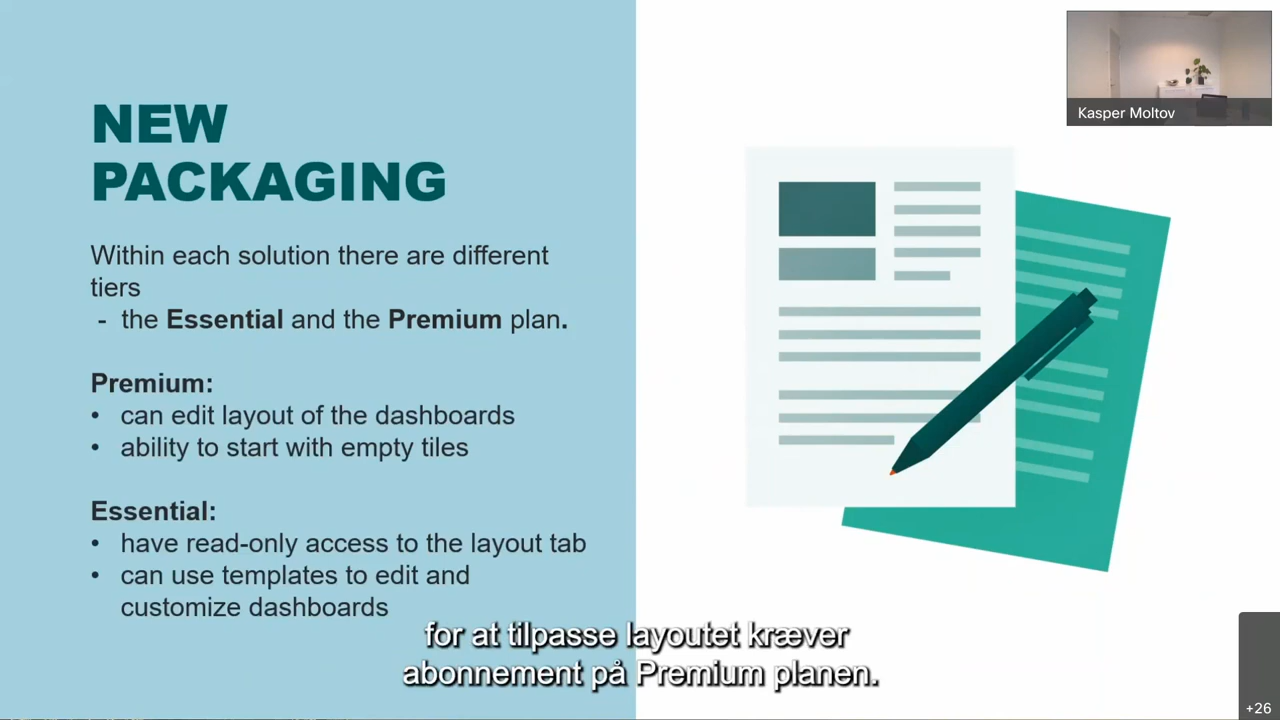 NEW
PACKAGING
Within each solution there are different
tiers
- the Essential and the Premium plan.
Premium:
• can edit layout of the dashboards
• ability to start with empty tiles
Essential:
• have read-only access to the layout tab
• can use templates to edit and
customize dashboards
for at tilpasse layoutet kræver
abonnement på Premium planen.
Kasper Moltov
+26